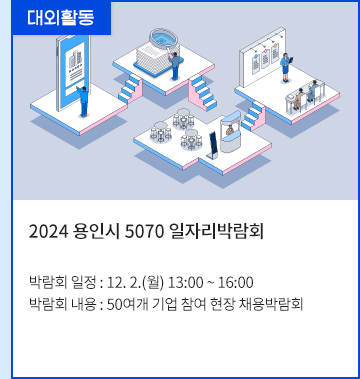 대외활동
2024 용인시 5070 일자리박람회
박람회 일정 : 12. 2.(월) 13:00 ~ 16:00
박람회 내용 : 50여개 기업 참여 현장 채용박람회